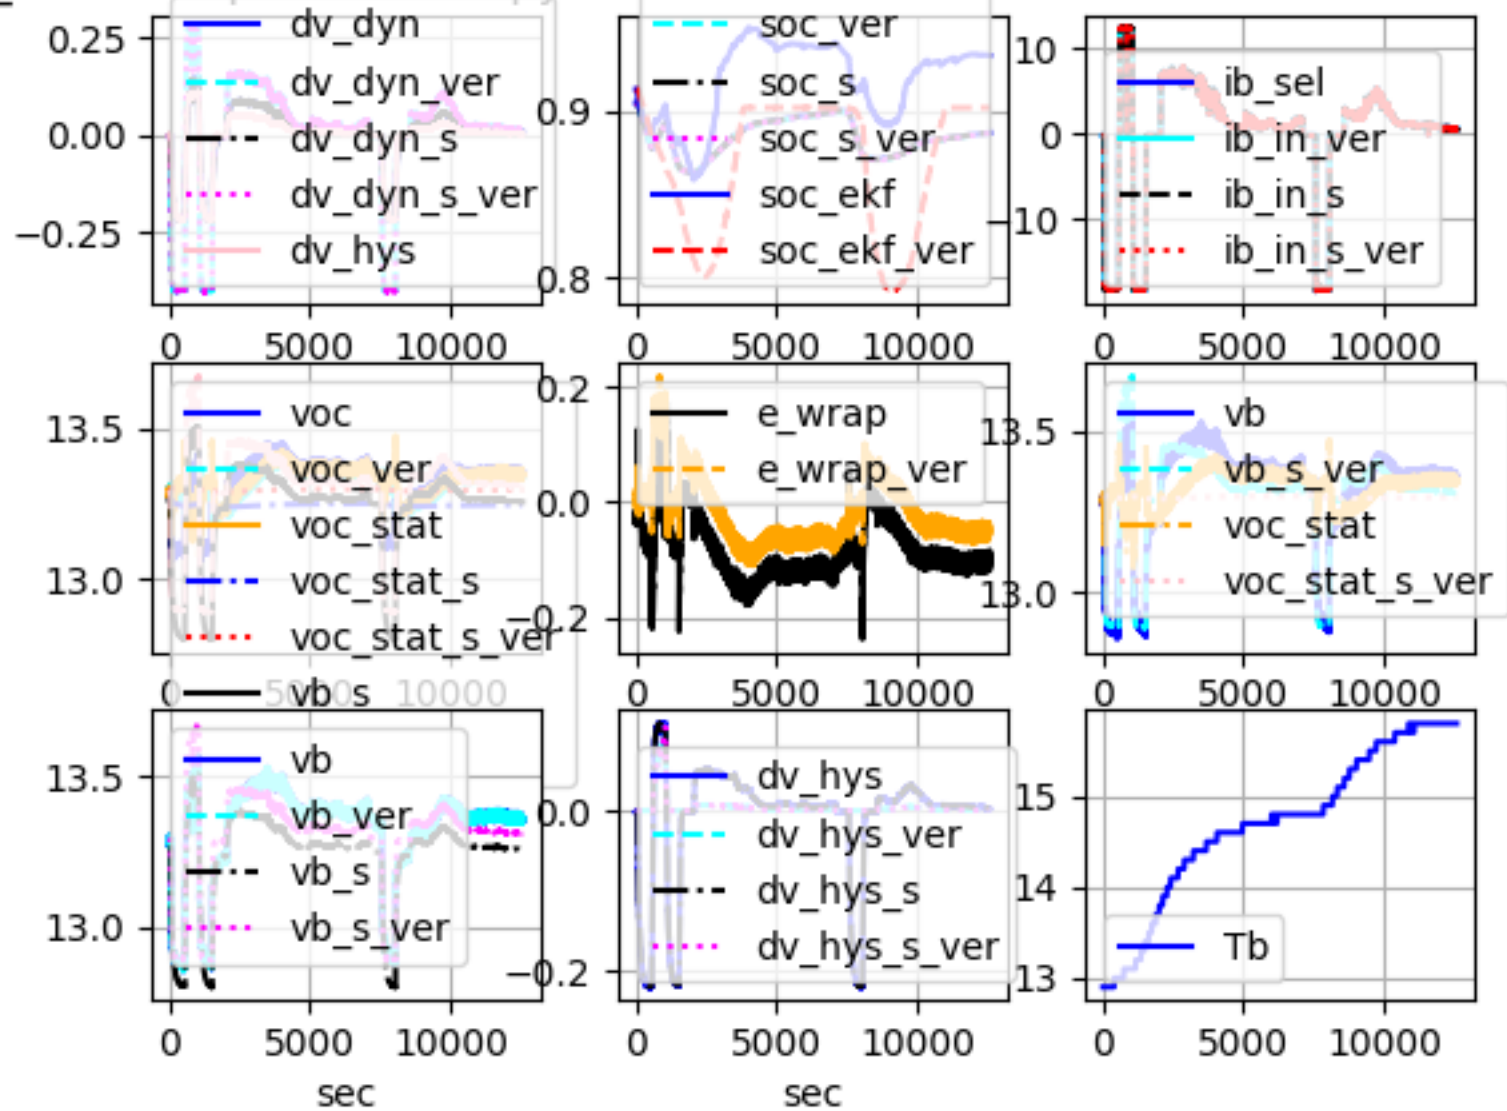 0.25
0.00
−0.25
dv_dyn
dv_dyn_ver
dv_dyn_s
dv_dyn_s_ver
dv_hys
0 5000 10000
0.9
0.8
soc_ver
soc_s
soc_s_ver
soc_ekf
soc_ekf_ver
0 5000 10000
10
0
10
ib_sel
ib_in_ver
ib_in_s
ib_in_s_ver
0 5000 10000
13.5
13.0
voc
voc_ver
voc_stat
voc_stat_s
voc_stat_s_ver
vb_s
0 10000
0.2
0.0
−0.2
e_wrap
e_wrap_ver
0 5000 10000
13.5
13.0
vb
vb_s_ver
voc_stat
voc_stat_s_ver
0 5000 10000
13.5
13.0
vb
vb_ver
vb_s
vb_s_ver
0 5000 10000
sec
0.0
−0.2
dv_hys
dv_hys_ver
dv_hys_s
dv_hys_s_ver
0 5000 10000
sec
15
14
13
Tb
0 5000 10000